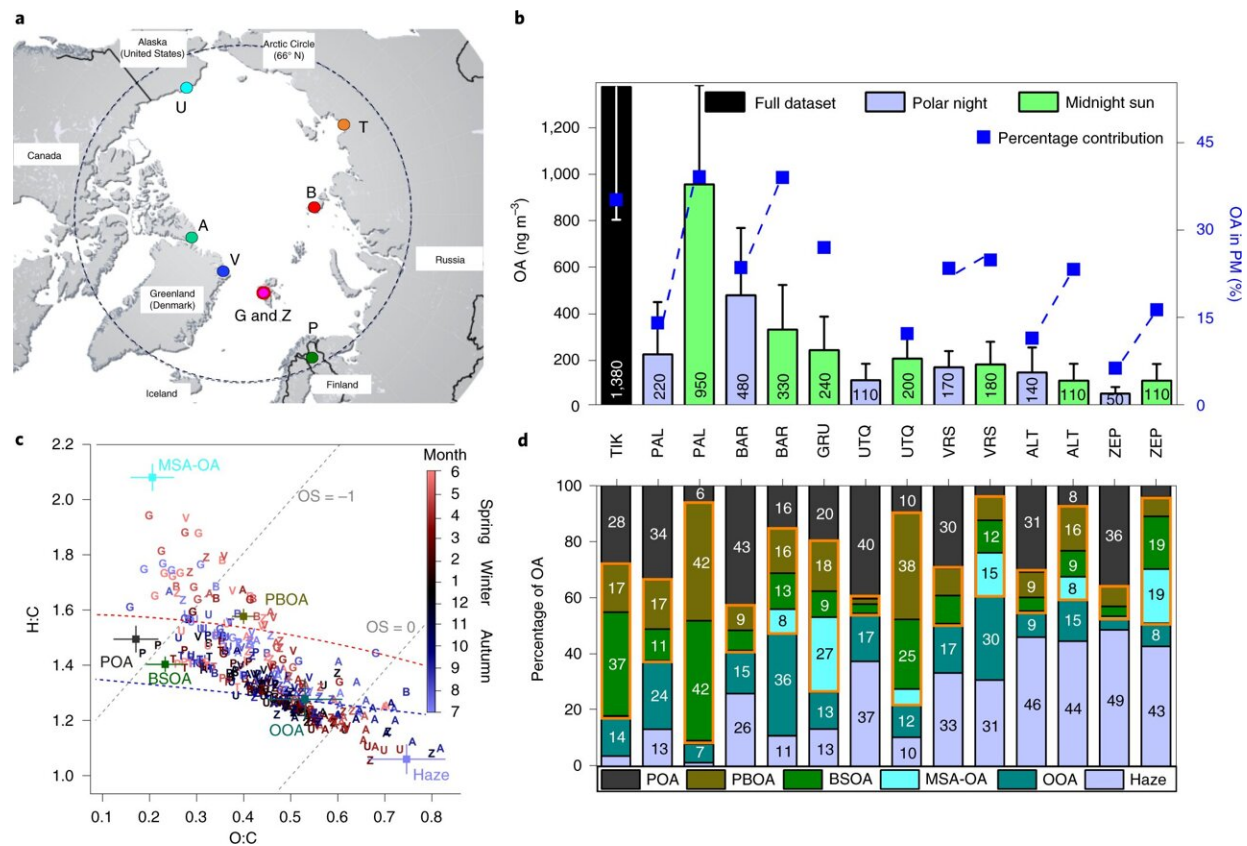 a
Alaska
(United States)
Arctic Circle
(66° N)
U
T
Canada
B
A
V
Russia
Greenland
(Denmark)
G and Z
P
Iceland
Finland
b
Full dataset
Polar night
Midnight sun
Percentage contribution
OA (ng m⁻³)
1,200
1,000
800
600
400
200
0
45
30
15
0
OA in PM (%)
1,380
220
950
480
330
240
110
200
170
180
140
110
50
110
TIK
PAL
PAL
BAR
BAR
GRU
UTQ
UTQ
VRS
VRS
ALT
ALT
ZEP
ZEP
c
2.2
2.0
1.8
1.6
1.4
1.2
1.0
H:C
0.1
0.2
0.3
0.4
0.5
0.6
0.7
0.8
O:C
MSA-OA
OS = −1
PBOA
OS = 0
POA
BSOA
OOA
Haze
Month
6
5
4
3
2
1
12
11
10
9
8
7
Spring
Winter
Autumn
d
Percentage of OA
100
80
60
40
20
0
28
17
37
14
34
17
11
24
13
6
42
42
7
43
9
15
26
16
16
13
8
36
11
20
18
9
27
13
13
40
17
37
10
38
25
12
10
30
17
33
12
15
30
31
31
9
9
46
8
16
9
8
15
44
36
49
19
19
8
43
POA
PBOA
BSOA
MSA-OA
OOA
Haze